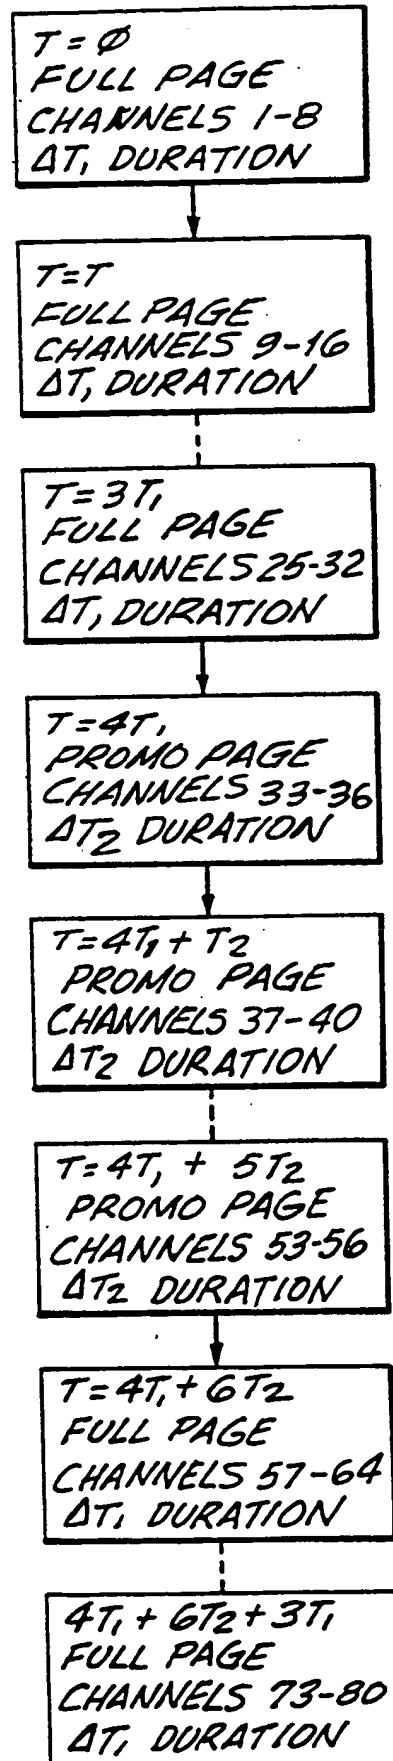 T=Ø
FULL PAGE
CHANNELS 1-8
ΔT₁ DURATION
T=T
FULL PAGE
CHANNELS 9-16
ΔT₁ DURATION
T=3T₁
FULL PAGE
CHANNELS 25-32
ΔT₁ DURATION
T=4T₁
PROMO PAGE
CHANNELS 33-36
ΔT₂ DURATION
T=4T₁ + T₂
PROMO PAGE
CHANNELS 37-40
ΔT₂ DURATION
T=4T₁ + 5T₂
PROMO PAGE
CHANNELS 53-56
ΔT₂ DURATION
T=4T₁ + 6T₂
FULL PAGE
CHANNELS 57-64
ΔT₁ DURATION
4T₁ + 6T₂ + 3T₁
FULL PAGE
CHANNELS 73-80
ΔT₁ DURATION